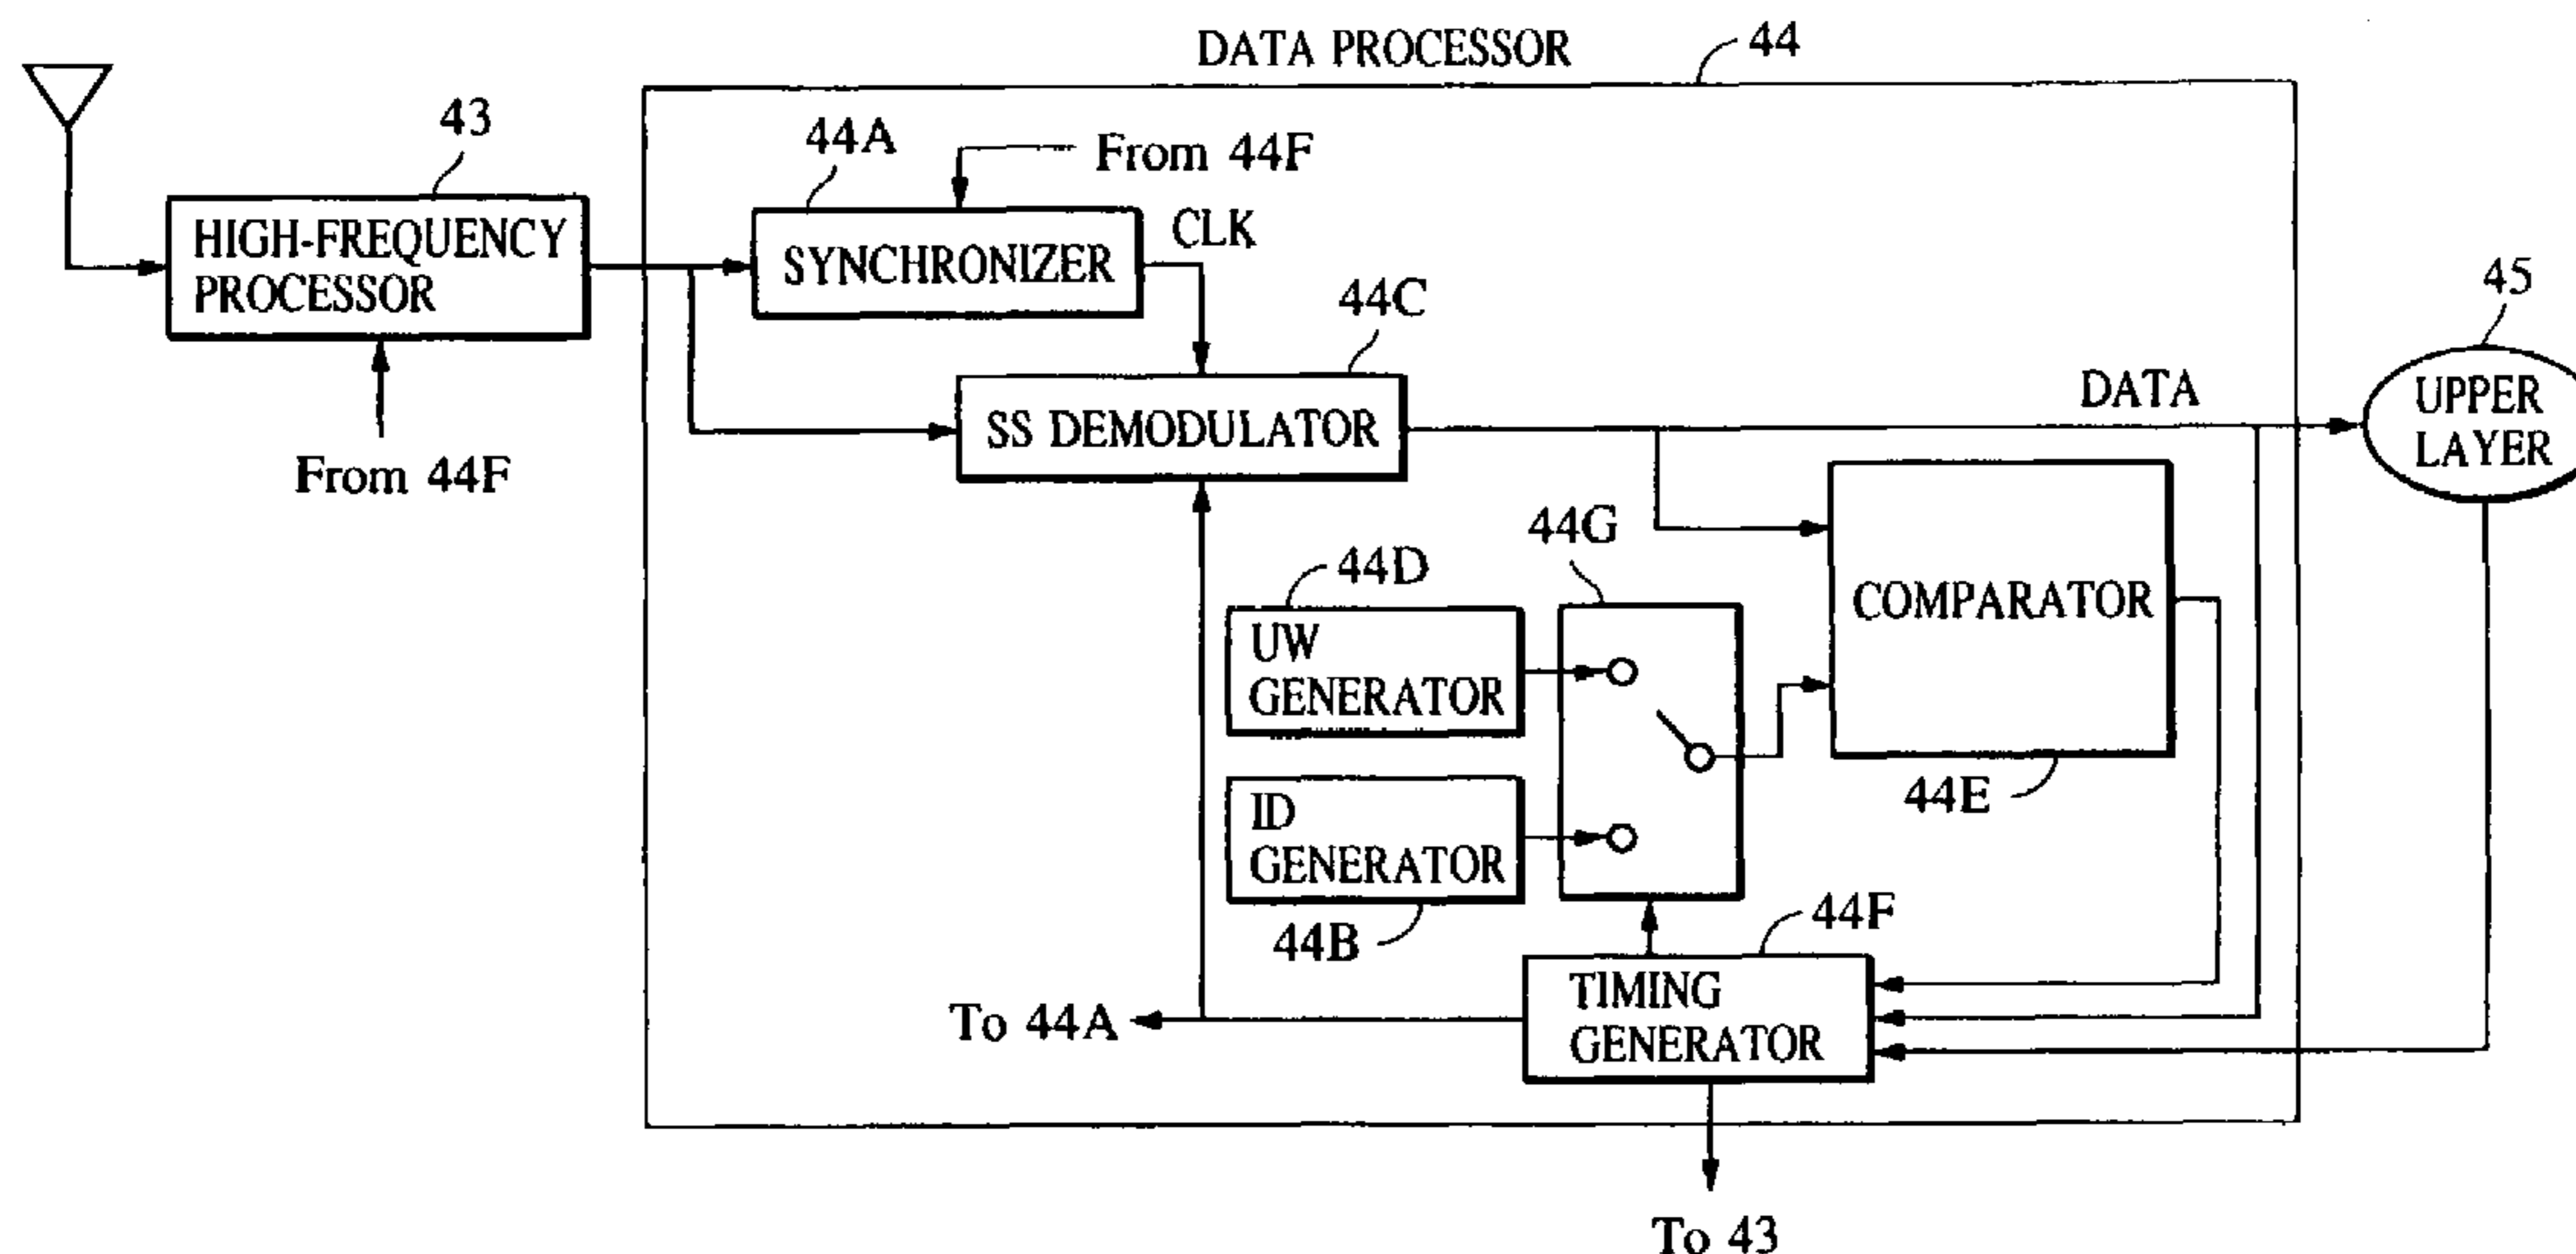 DATA PROCESSOR
44
43
44A
From 44F
HIGH-FREQUENCY
PROCESSOR
SYNCHRONIZER
CLK
44C
45
From 44F
SS DEMODULATOR
DATA
UPPER
LAYER
44G
44D
UW
GENERATOR
COMPARATOR
44E
ID
GENERATOR
44B
44F
TIMING
GENERATOR
To 44A
To 43